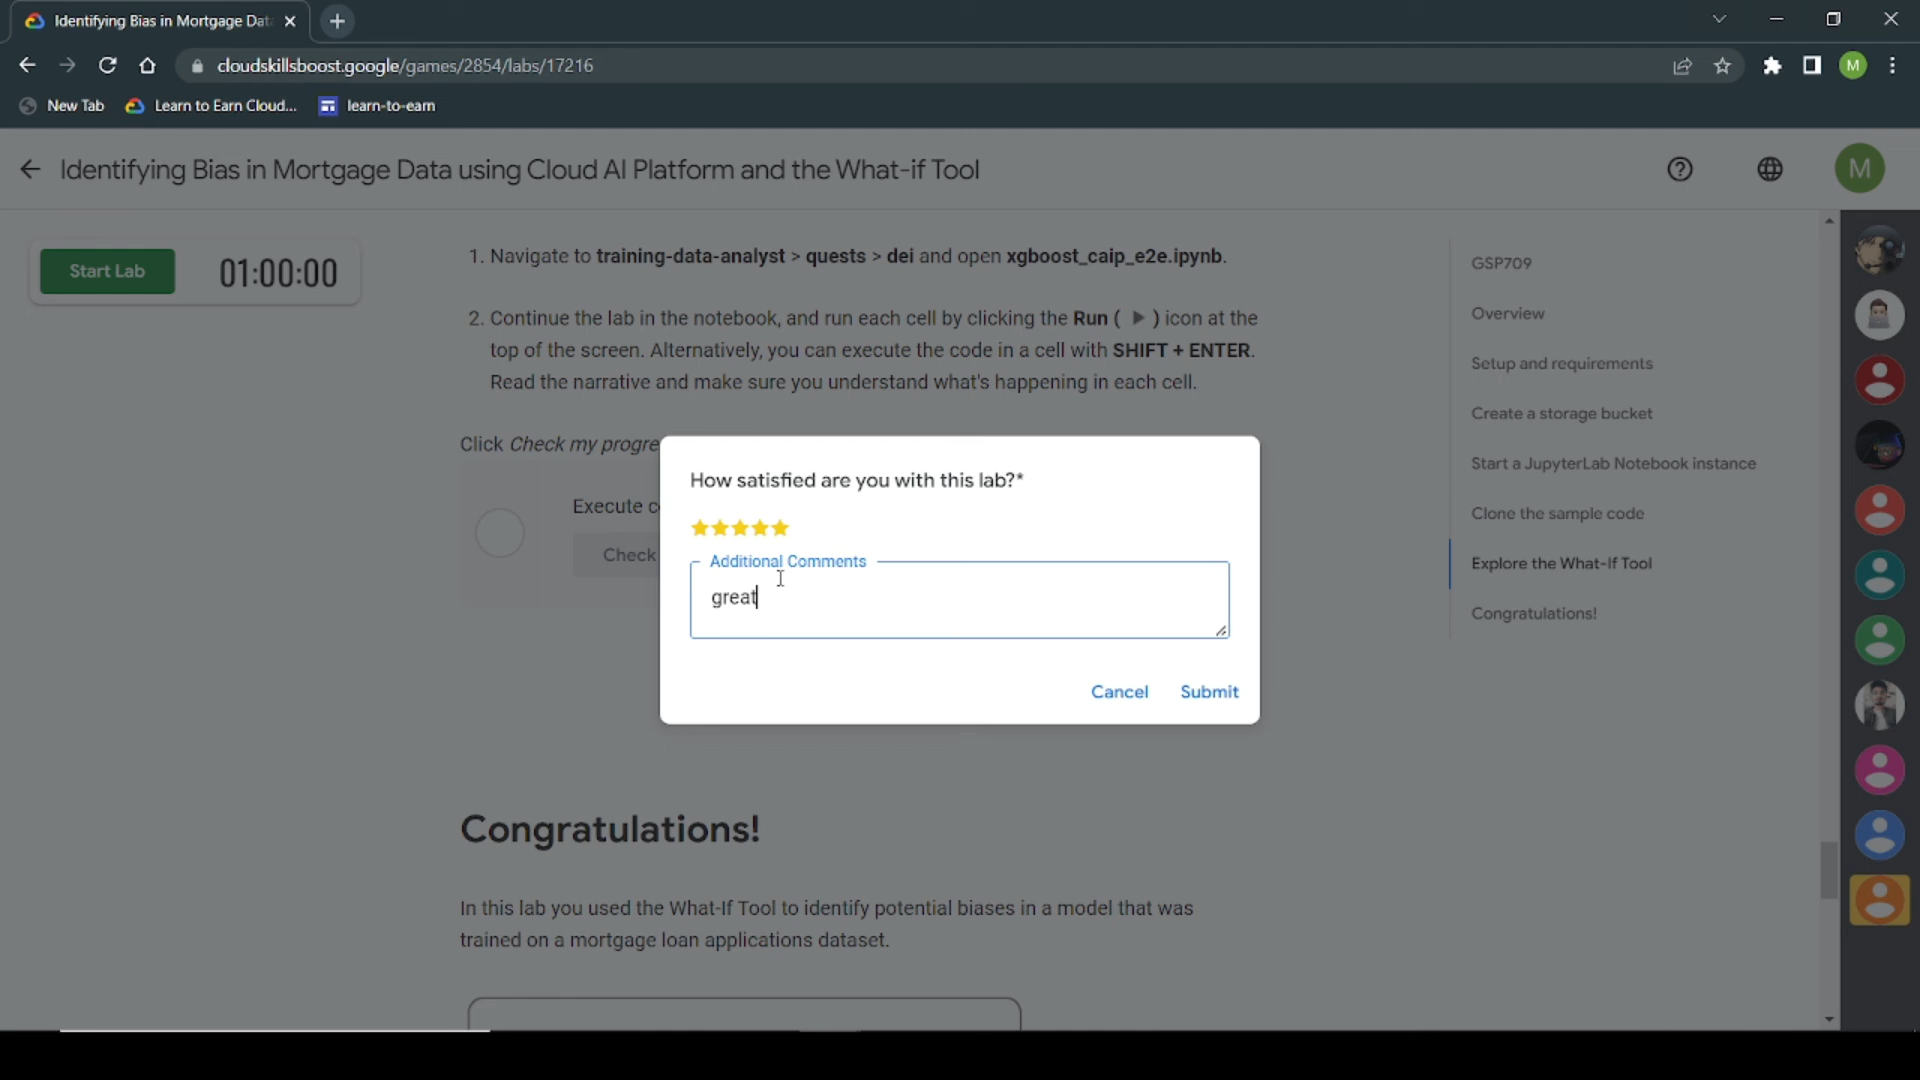 Identifying Bias in Mortgage Dat
cloudskillsboost.google/games/2854/labs/17216
M
New Tab
Learn to Earn Cloud...
learn-to-earn
Identifying Bias in Mortgage Data using Cloud AI Platform and the What-if Tool
M
Start Lab
01:00:00
1. Navigate to training-data-analyst > quests > dei and open xgboost_caip_e2e.ipynb.
2. Continue the lab in the notebook, and run each cell by clicking the Run ( ▶ ) icon at the
top of the screen. Alternatively, you can execute the code in a cell with SHIFT + ENTER.
Read the narrative and make sure you understand what's happening in each cell.
Click Check my progre
Execute c
Check
How satisfied are you with this lab?*
Additional Comments
great
Cancel
Submit
Congratulations!
In this lab you used the What-If Tool to identify potential biases in a model that was
trained on a mortgage loan applications dataset.
GSP709
Overview
Setup and requirements
Create a storage bucket
Start a JupyterLab Notebook instance
Clone the sample code
Explore the What-If Tool
Congratulations!